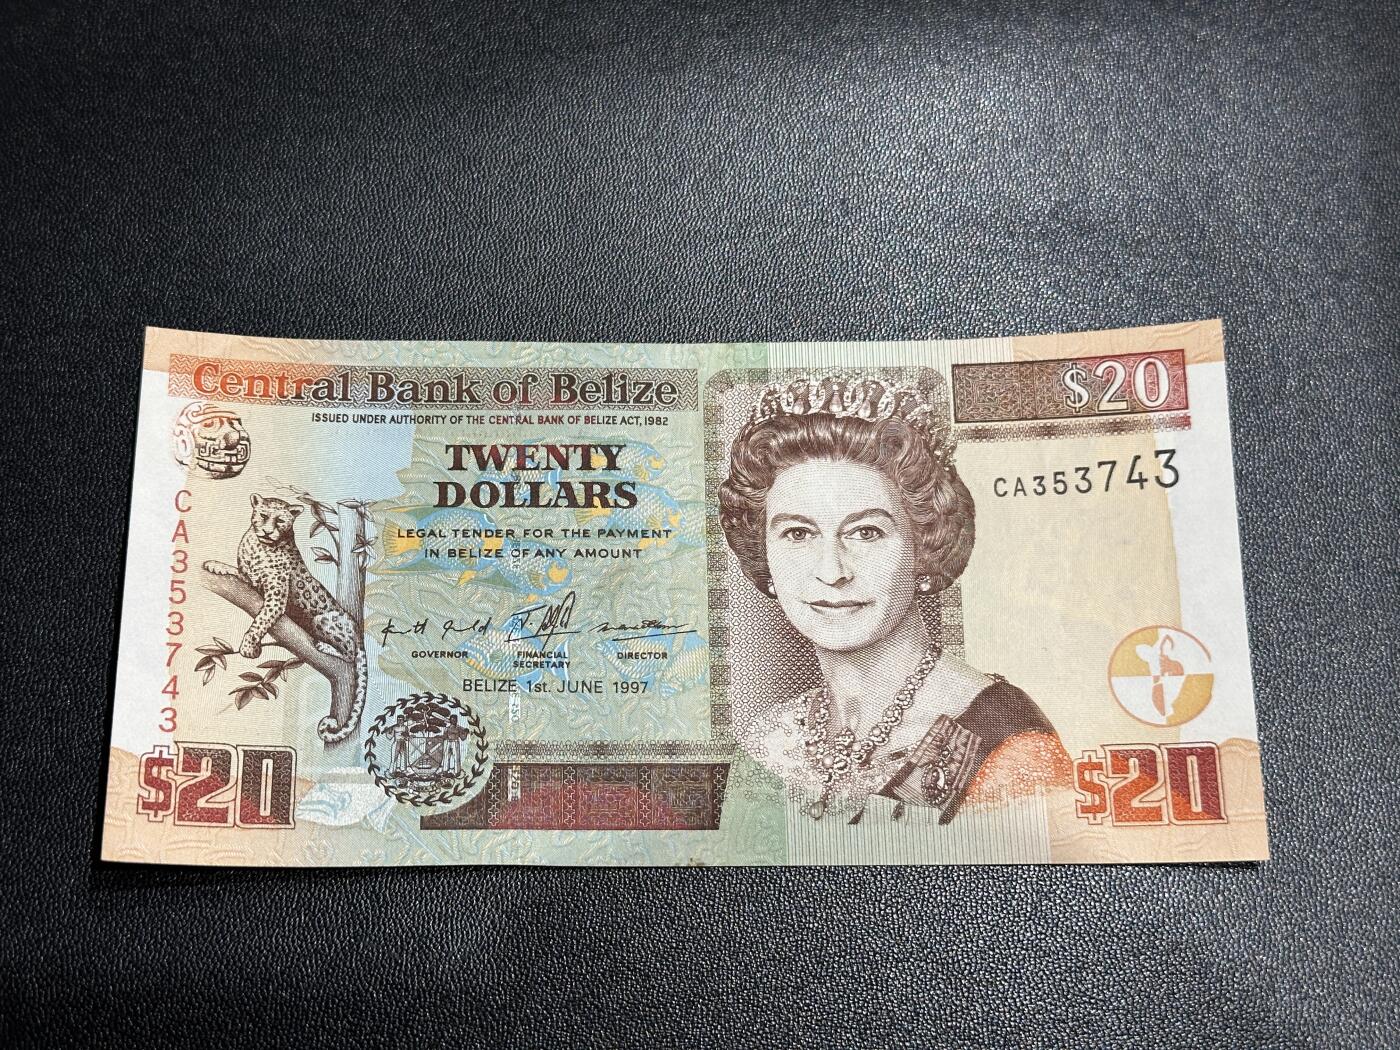 Central Bank of Belize
ISSUED UNDER AUTHORITY OF THE CENTRAL BANK OF BELIZE ACT, 1982
$20
TWENTY
DOLLARS
CA353743
CA353743
LEGAL TENDER FOR THE PAYMENT
IN BELIZE OF ANY AMOUNT
GOVERNOR
FINANCIAL
SECRETARY
DIRECTOR
BELIZE 1st. JUNE 1997
$20
$20